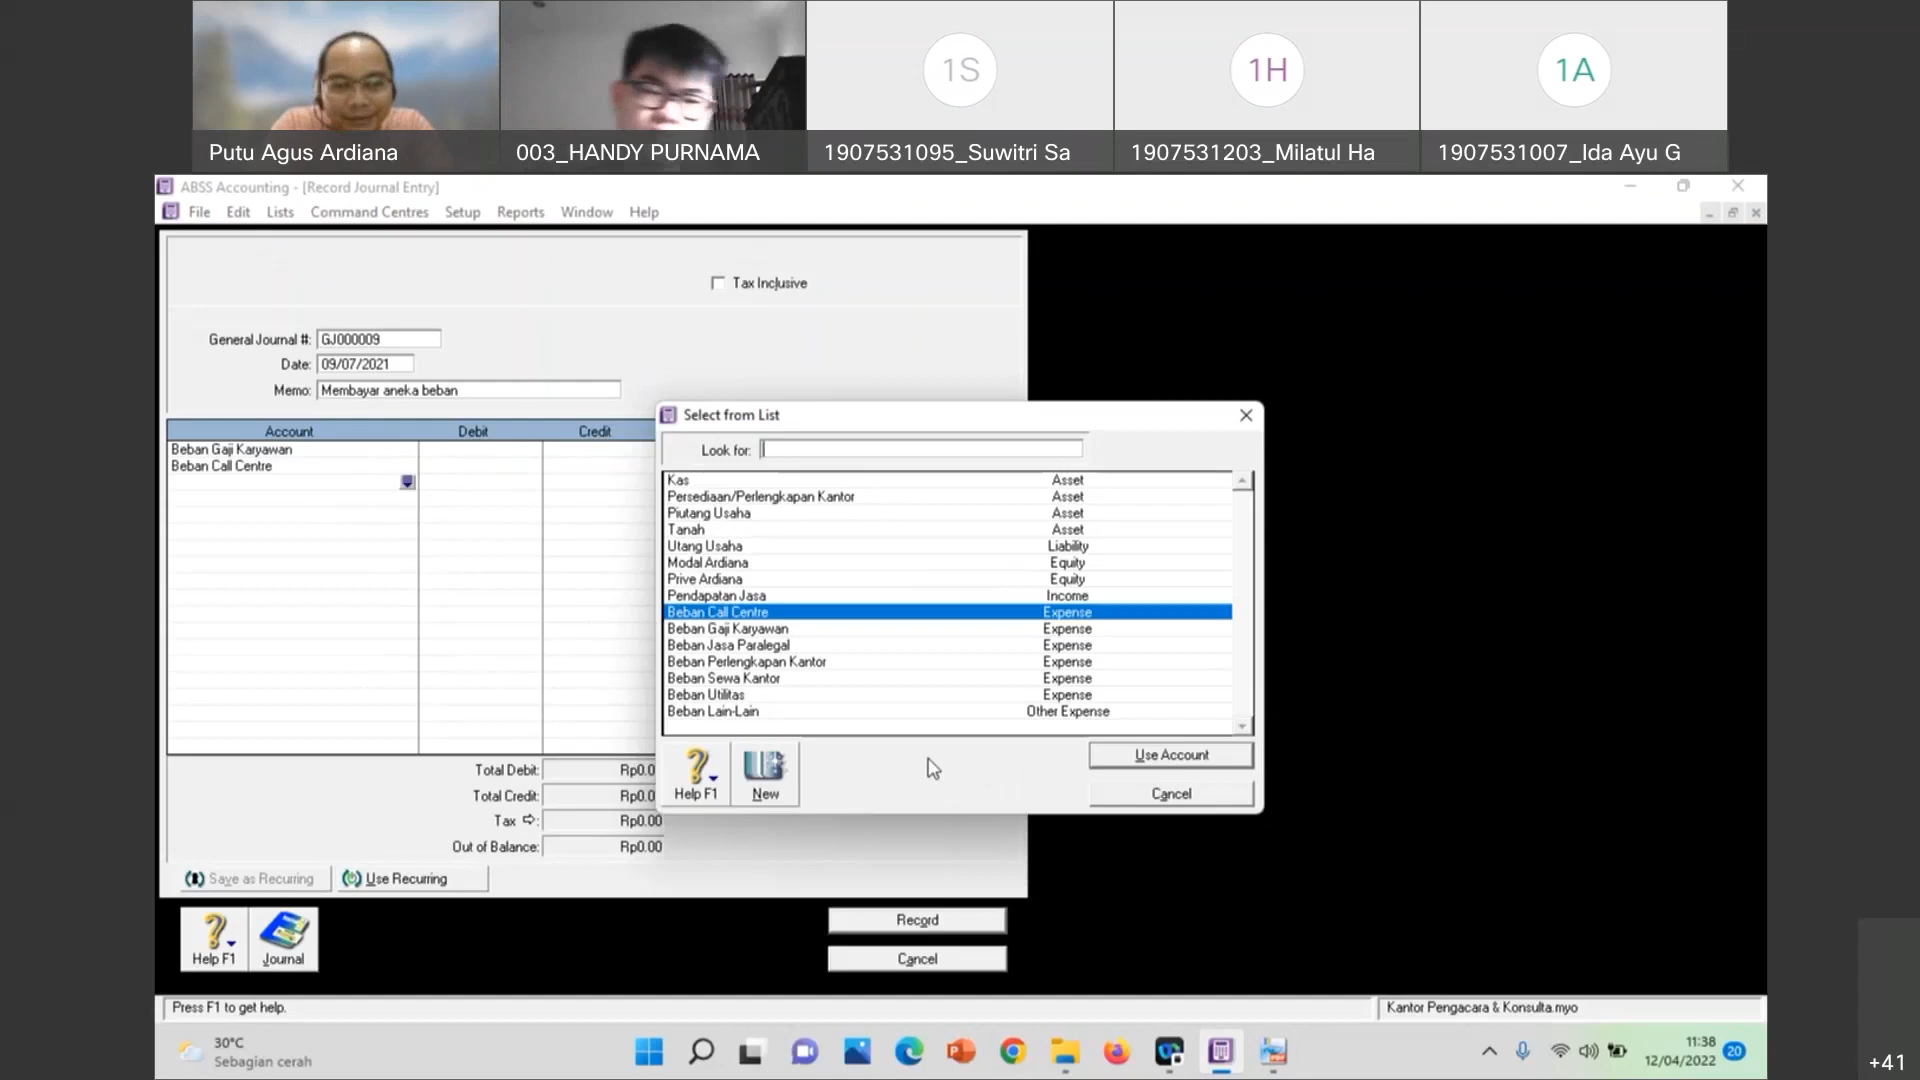 1S
1H
1A
Putu Agus Ardiana
003_HANDY PURNAMA
1907531095_Suwitri Sa
1907531203_Milatul Ha
1907531007_Ida Ayu G
ABSS Accounting - [Record Journal Entry]
File Edit Lists Command Centres Setup Reports Window Help
Tax Inclusive
General Journal #: GJ000009
Date: 09/07/2021
Memo: Membayar aneka beban
Account Debit Credit
Beban Gaji Karyawan
Beban Call Centre
Select from List
Look for:
Kas Asset
Persediaan/Perlengkapan Kantor Asset
Piutang Usaha Asset
Tanah Asset
Utang Usaha Liability
Modal Ardiana Equity
Prive Ardiana Equity
Pendapatan Jasa Income
Beban Call Centre Expense
Beban Gaji Karyawan Expense
Beban Jasa Paralegal Expense
Beban Perlengkapan Kantor Expense
Beban Sewa Kantor Expense
Beban Utilitas Expense
Beban Lain-Lain Other Expense
Help F1 New
Use Account
Cancel
Total Debit: Rp0.0
Total Credit: Rp0.0
Tax : Rp0.00
Out of Balance: Rp0.00
Save as Recurring Use Recurring
Help F1 Journal
Record
Cancel
Press F1 to get help. Kantor Pengacara & Konsulta.myo
30°C
Sebagian cerah
11:38
12/04/2022
20
+41